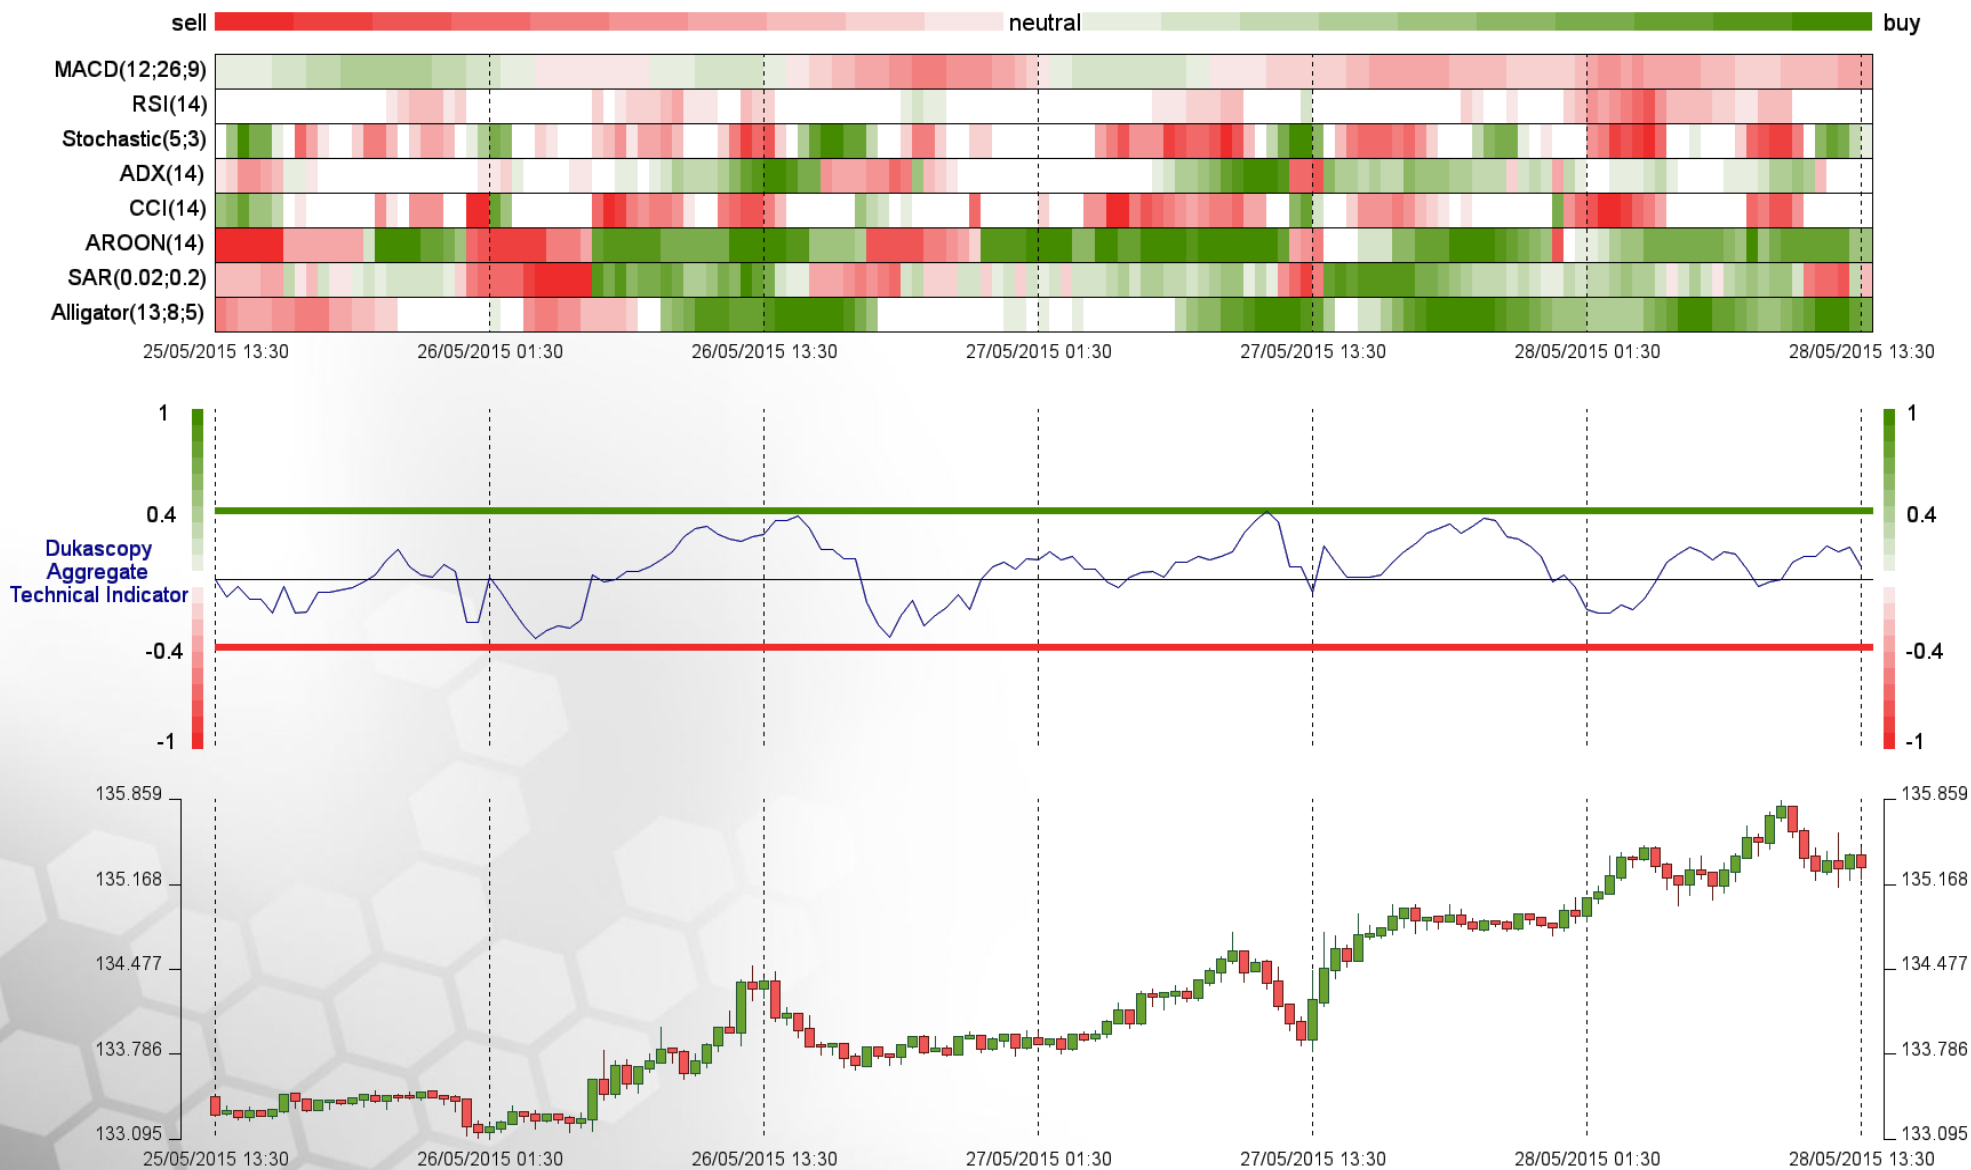 sell neutral buy
MACD(12;26;9)
RSI(14)
Stochastic(5;3)
ADX(14)
CCI(14)
AROON(14)
SAR(0.02;0.2)
Alligator(13;8;5)
25/05/2015 13:30 26/05/2015 01:30 26/05/2015 13:30 27/05/2015 01:30 27/05/2015 13:30 28/05/2015 01:30 28/05/2015 13:30
1 1
0.4 0.4
Dukascopy
Aggregate
Technical Indicator
-0.4 -0.4
-1 -1
135.859 135.859
135.168 135.168
134.477 134.477
133.786 133.786
133.095 133.095
25/05/2015 13:30 26/05/2015 01:30 26/05/2015 13:30 27/05/2015 01:30 27/05/2015 13:30 28/05/2015 01:30 28/05/2015 13:30